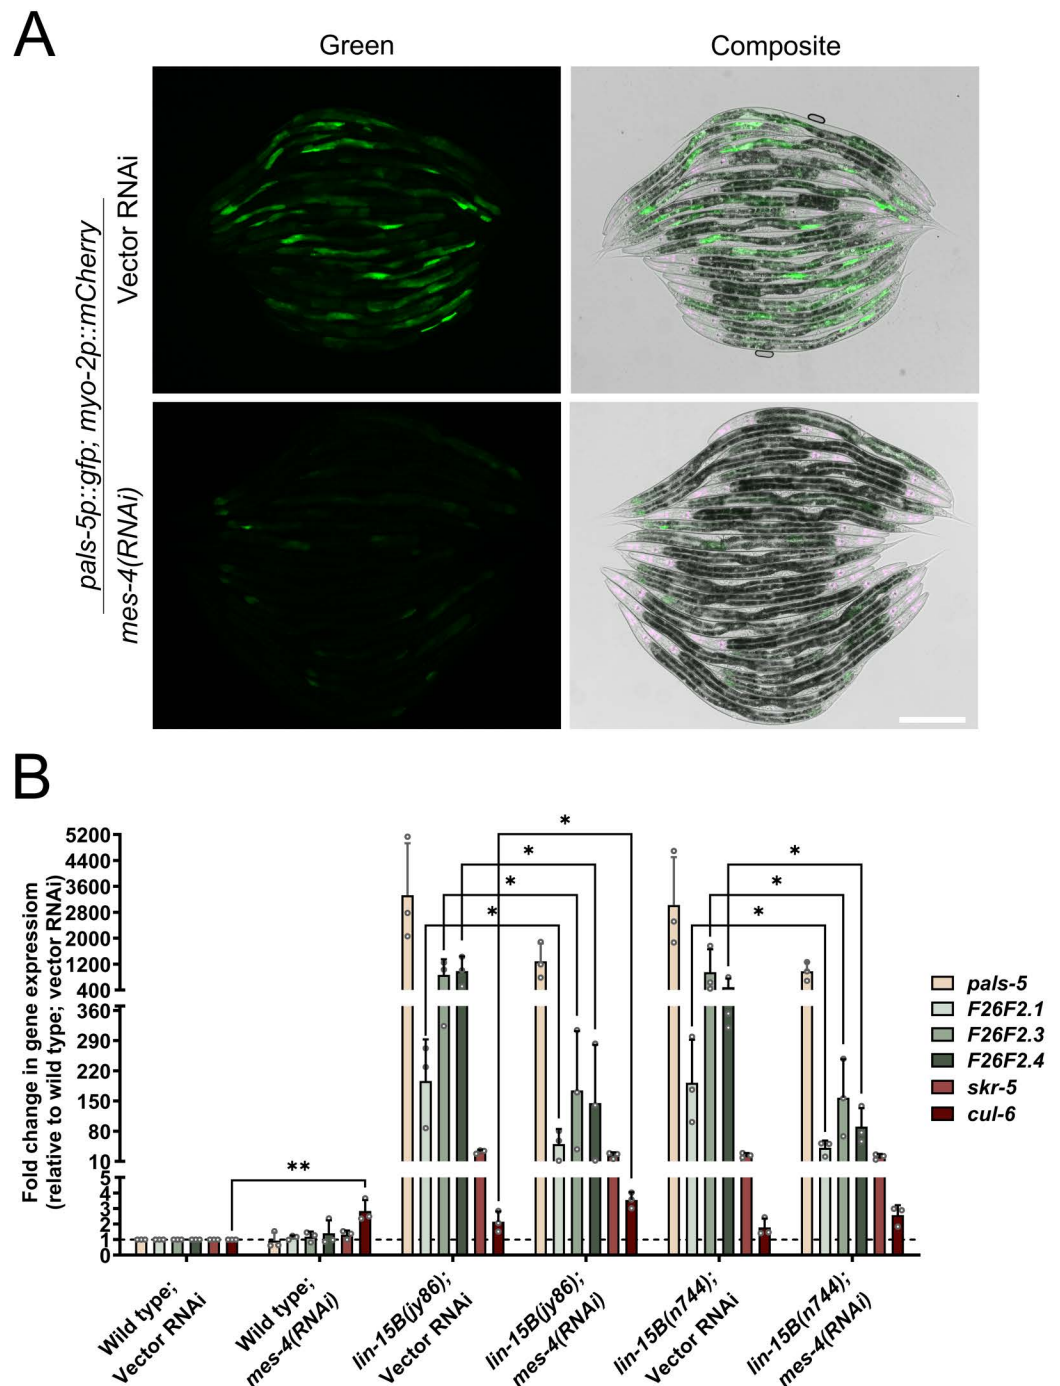 A
Green
Composite
pals-5p::gfp; myo-2p::mCherry
Vector RNAi
mes-4(RNAi)
B
Fold change in gene expressiom
(relative to wild type; vector RNAi)
5200
4400
3600
2800
2000
1200
400
360
290
220
150
80
10
5
4
3
2
1
0
**
*
*
*
*
*
*
*
pals-5
F26F2.1
F26F2.3
F26F2.4
skr-5
cul-6
Wild type;
Vector RNAi
Wild type;
mes-4(RNAi)
lin-15B(jy86);
Vector RNAi
lin-15B(jy86);
mes-4(RNAi)
lin-15B(n744);
Vector RNAi
lin-15B(n744);
mes-4(RNAi)